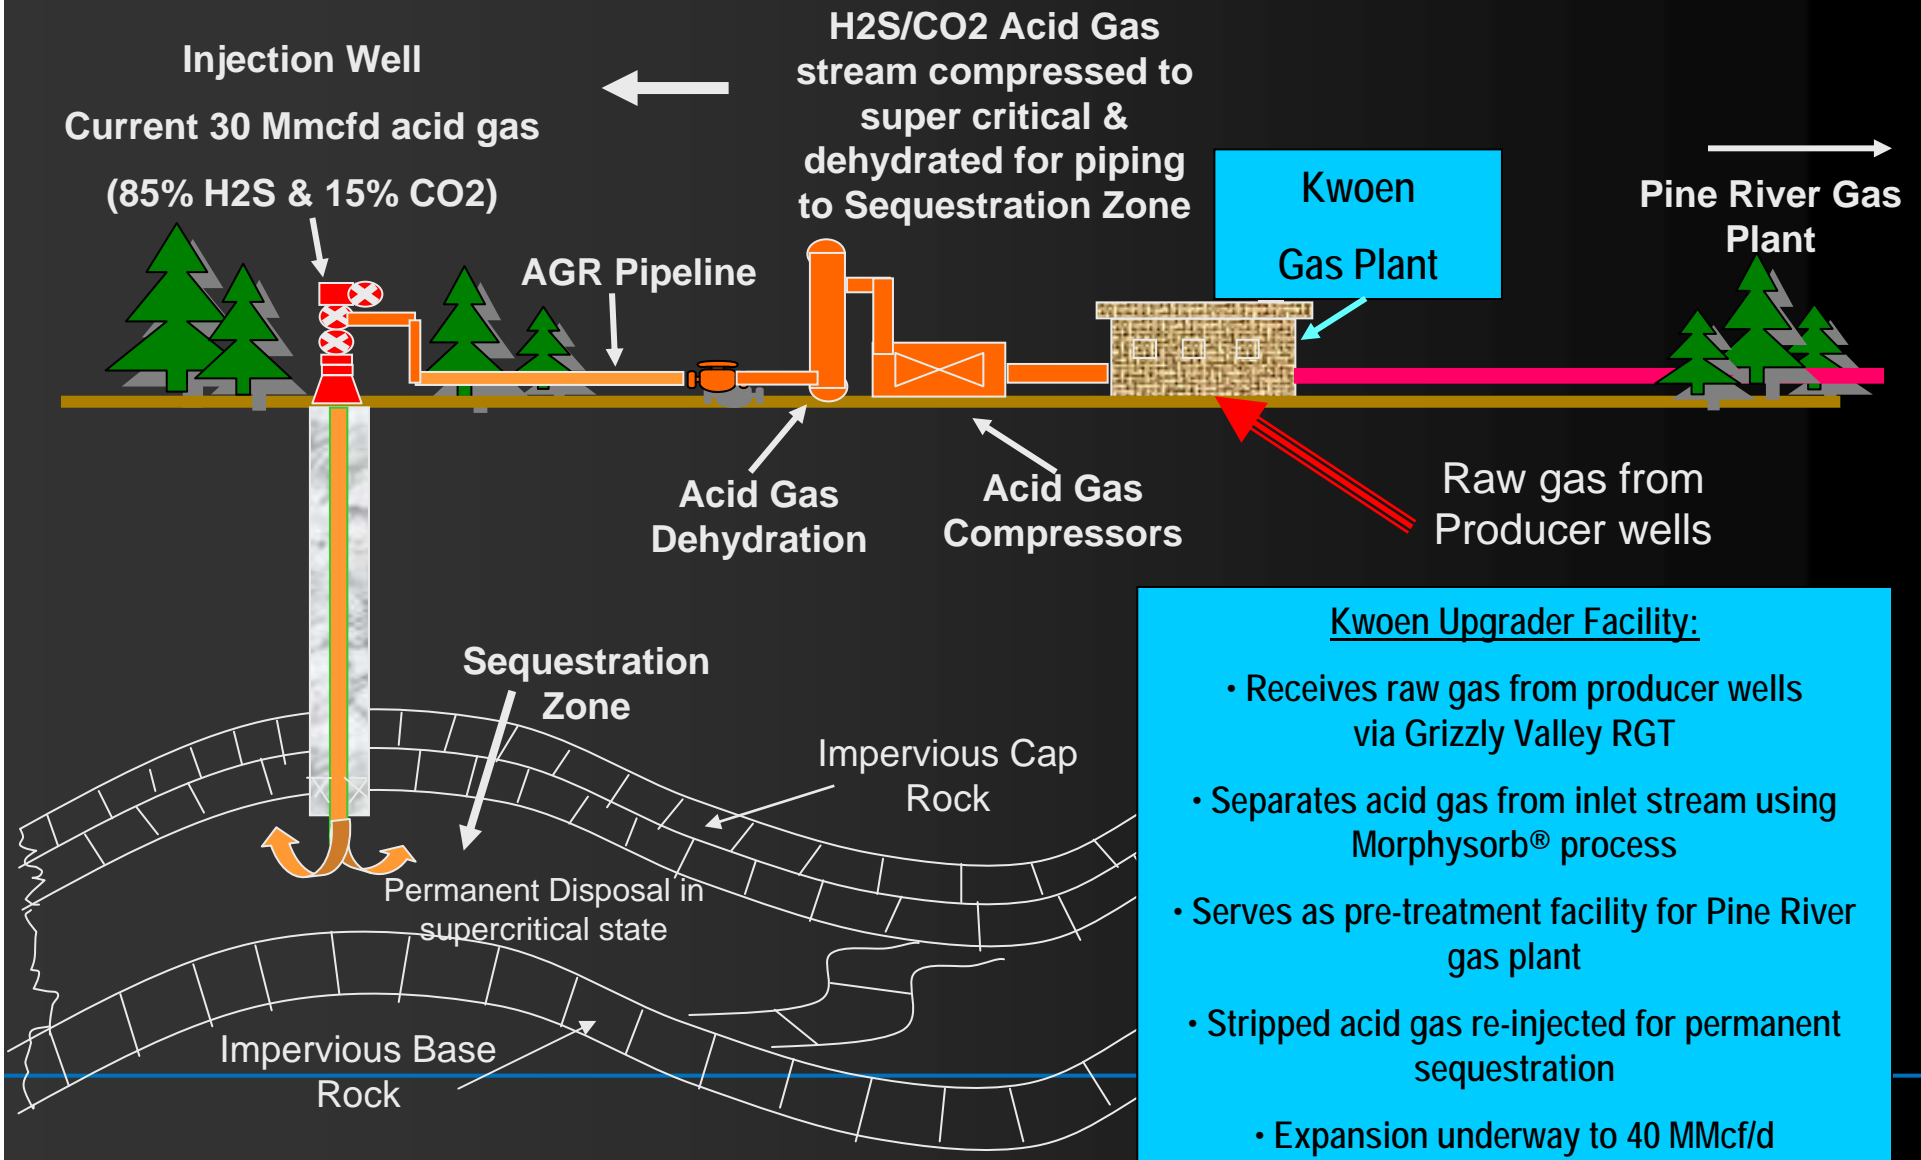 Injection Well
Current 30 Mmcfd acid gas
(85% H2S & 15% CO2)
H2S/CO2 Acid Gas
stream compressed to
super critical &
dehydrated for piping
to Sequestration Zone
Kwoen
Gas Plant
Pine River Gas
Plant
AGR Pipeline
Acid Gas
Dehydration
Acid Gas
Compressors
Raw gas from
Producer wells
Sequestration
Zone
Impervious Cap
Rock
Permanent Disposal in
supercritical state
Impervious Base
Rock
Kwoen Upgrader Facility:
• Receives raw gas from producer wells
via Grizzly Valley RGT
• Separates acid gas from inlet stream using
Morphysorb® process
• Serves as pre-treatment facility for Pine River
gas plant
• Stripped acid gas re-injected for permanent
sequestration
• Expansion underway to 40 MMcf/d